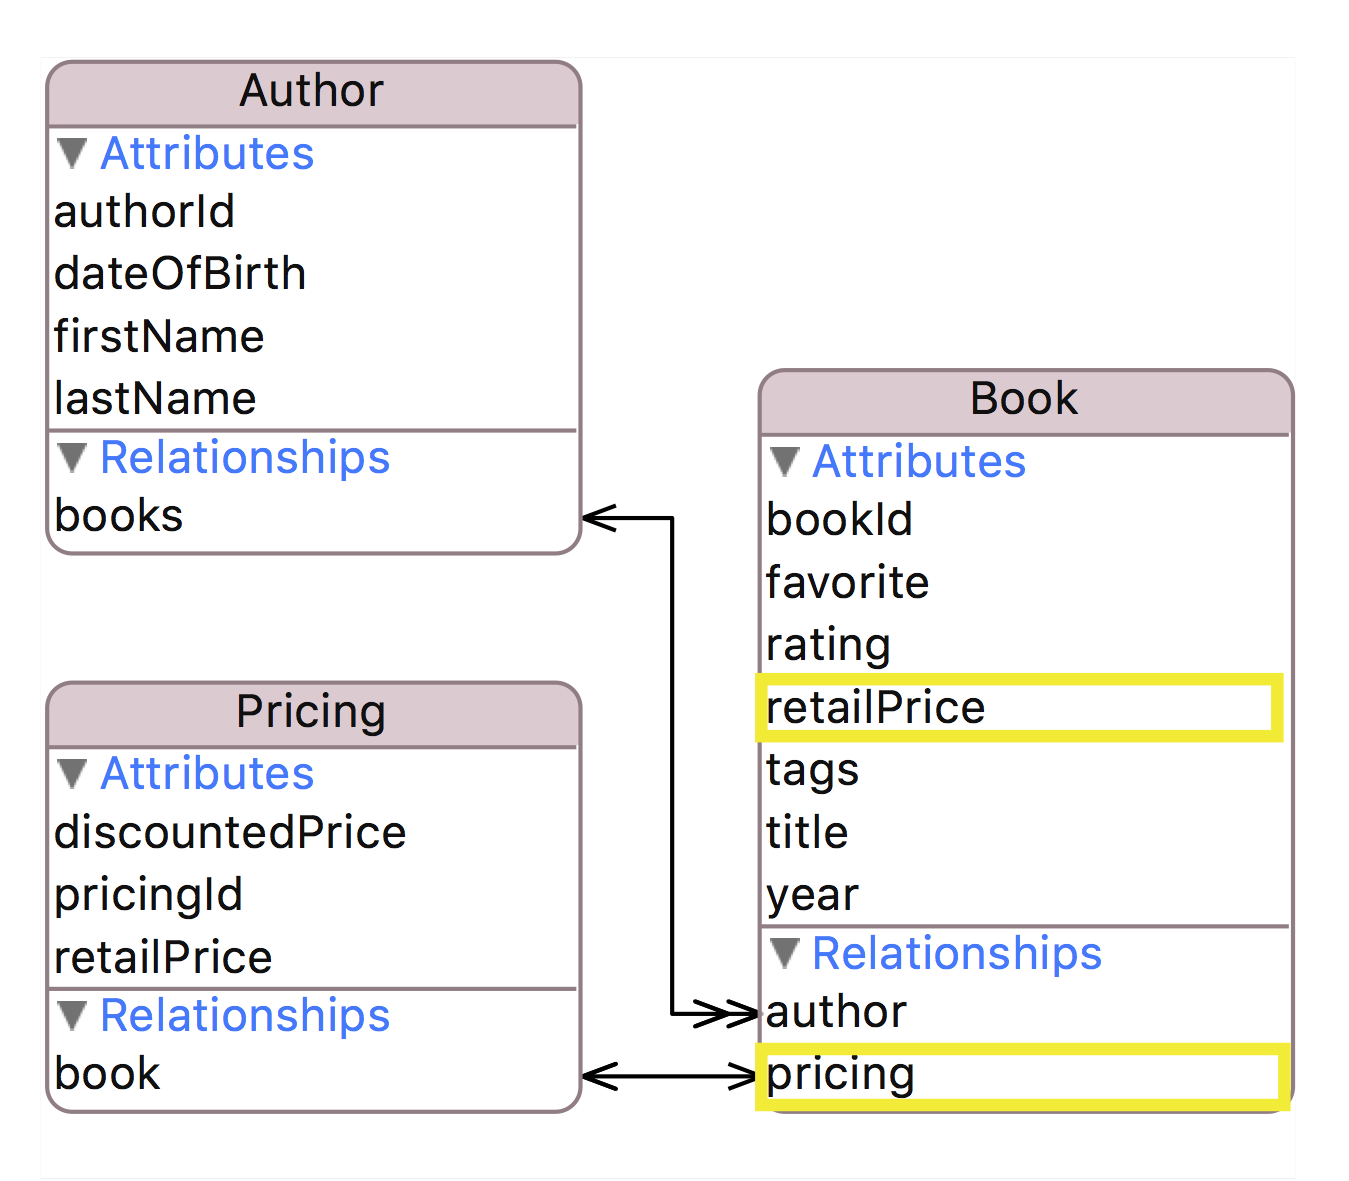 Author
Attributes
authorId
dateOfBirth
firstName
lastName
Relationships
books
Pricing
Attributes
discountedPrice
pricingId
retailPrice
Relationships
book
Book
Attributes
bookId
favorite
rating
retailPrice
tags
title
year
Relationships
author
pricing